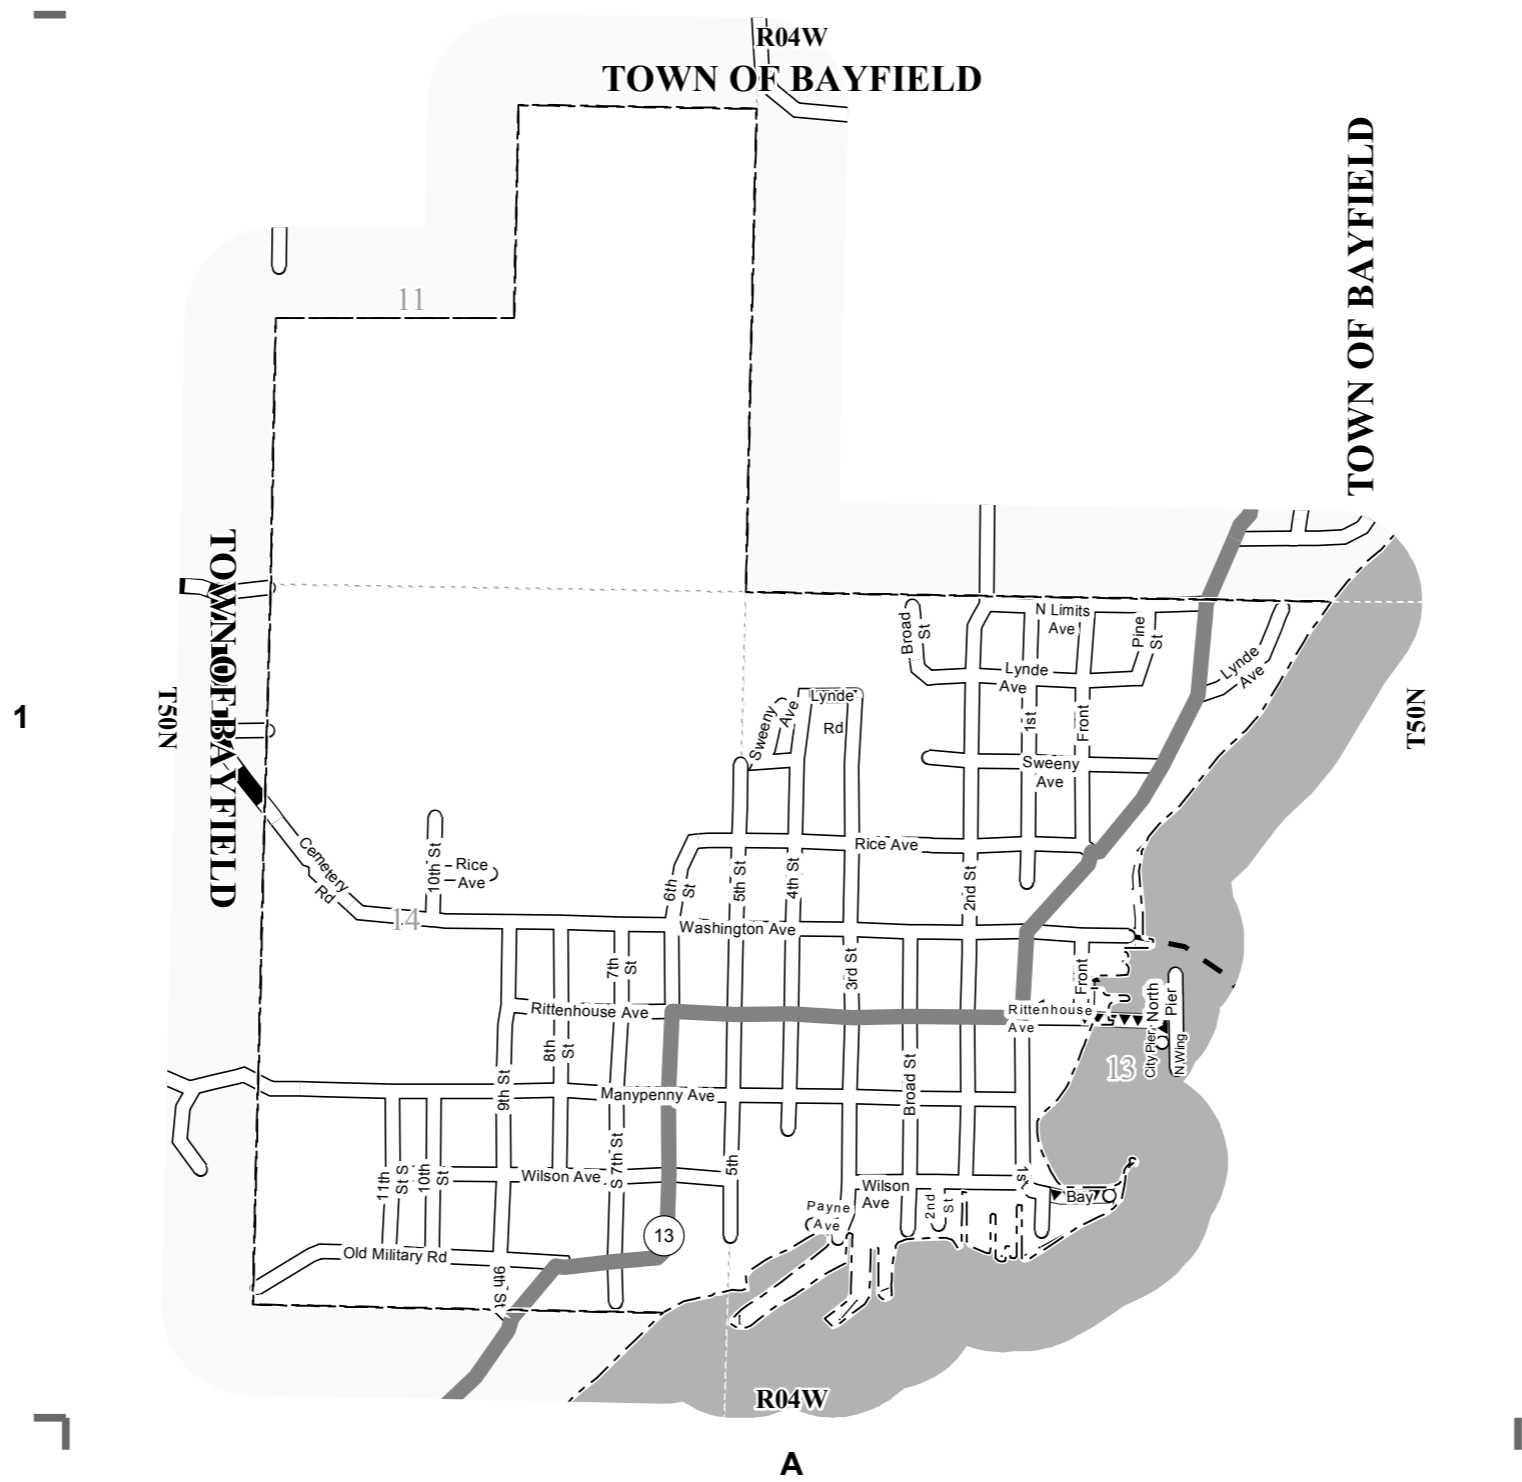 R04W
TOWN OF BAYFIELD
TOWN OF BAYFIELD
11
N Limits
Ave
Broad
St
Pine
St
Lynde
Ave
Lynde
Ave
TOWN OF BAYFIELD
T50N
1
T50N
Lynde
Rd
Sweeny
Ave
1st
Front
Sweeny
Ave
Cemetery
Rd
10th St
Rice
Ave
Rice Ave
6th
St
5th St
4th St
2nd St
14
Washington Ave
7th
St
3rd St
Front
Rittenhouse Ave
Rittenhouse
Ave
City Pier
North
Pier
N Wing
8th
St
13
9th St
Manypenny Ave
Broad St
11th
St S
10th
St
Wilson Ave
S 7th St
5th
Wilson
Ave
1st
Bay
2nd
St
Payne
Ave
13
Old Military Rd
9th St
R04W
A